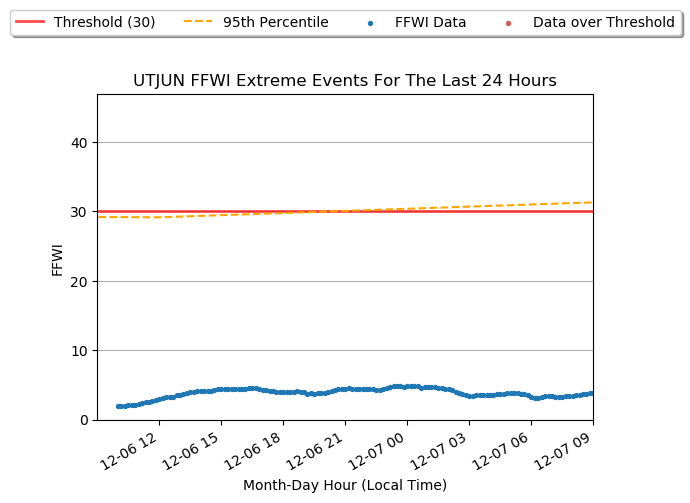 Threshold (30) 95th Percentile FFWI Data Data over Threshold
UTJUN FFWI Extreme Events For The Last 24 Hours
40
30
20
10
0
FFWI
12-06 12 12-06 15 12-06 18 12-06 21 12-07 00 12-07 03 12-07 06 12-07 09
Month-Day Hour (Local Time)